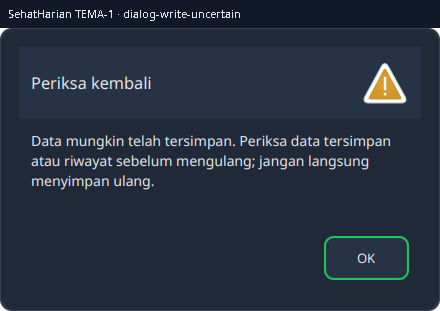 SehatHarian TEMA-1 · dialog-write-uncertain
Periksa kembali
Data mungkin telah tersimpan. Periksa data tersimpan
atau riwayat sebelum mengulang; jangan langsung
menyimpan ulang.
OK